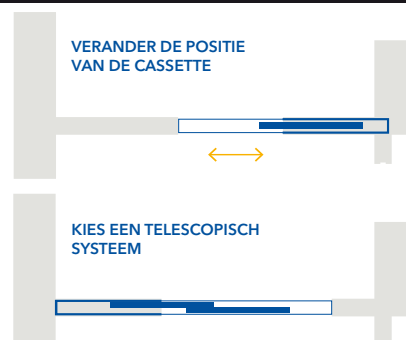 VERANDER DE POSITIE
VAN DE CASSETTE
KIES EEN TELESCOPISCH
SYSTEEM